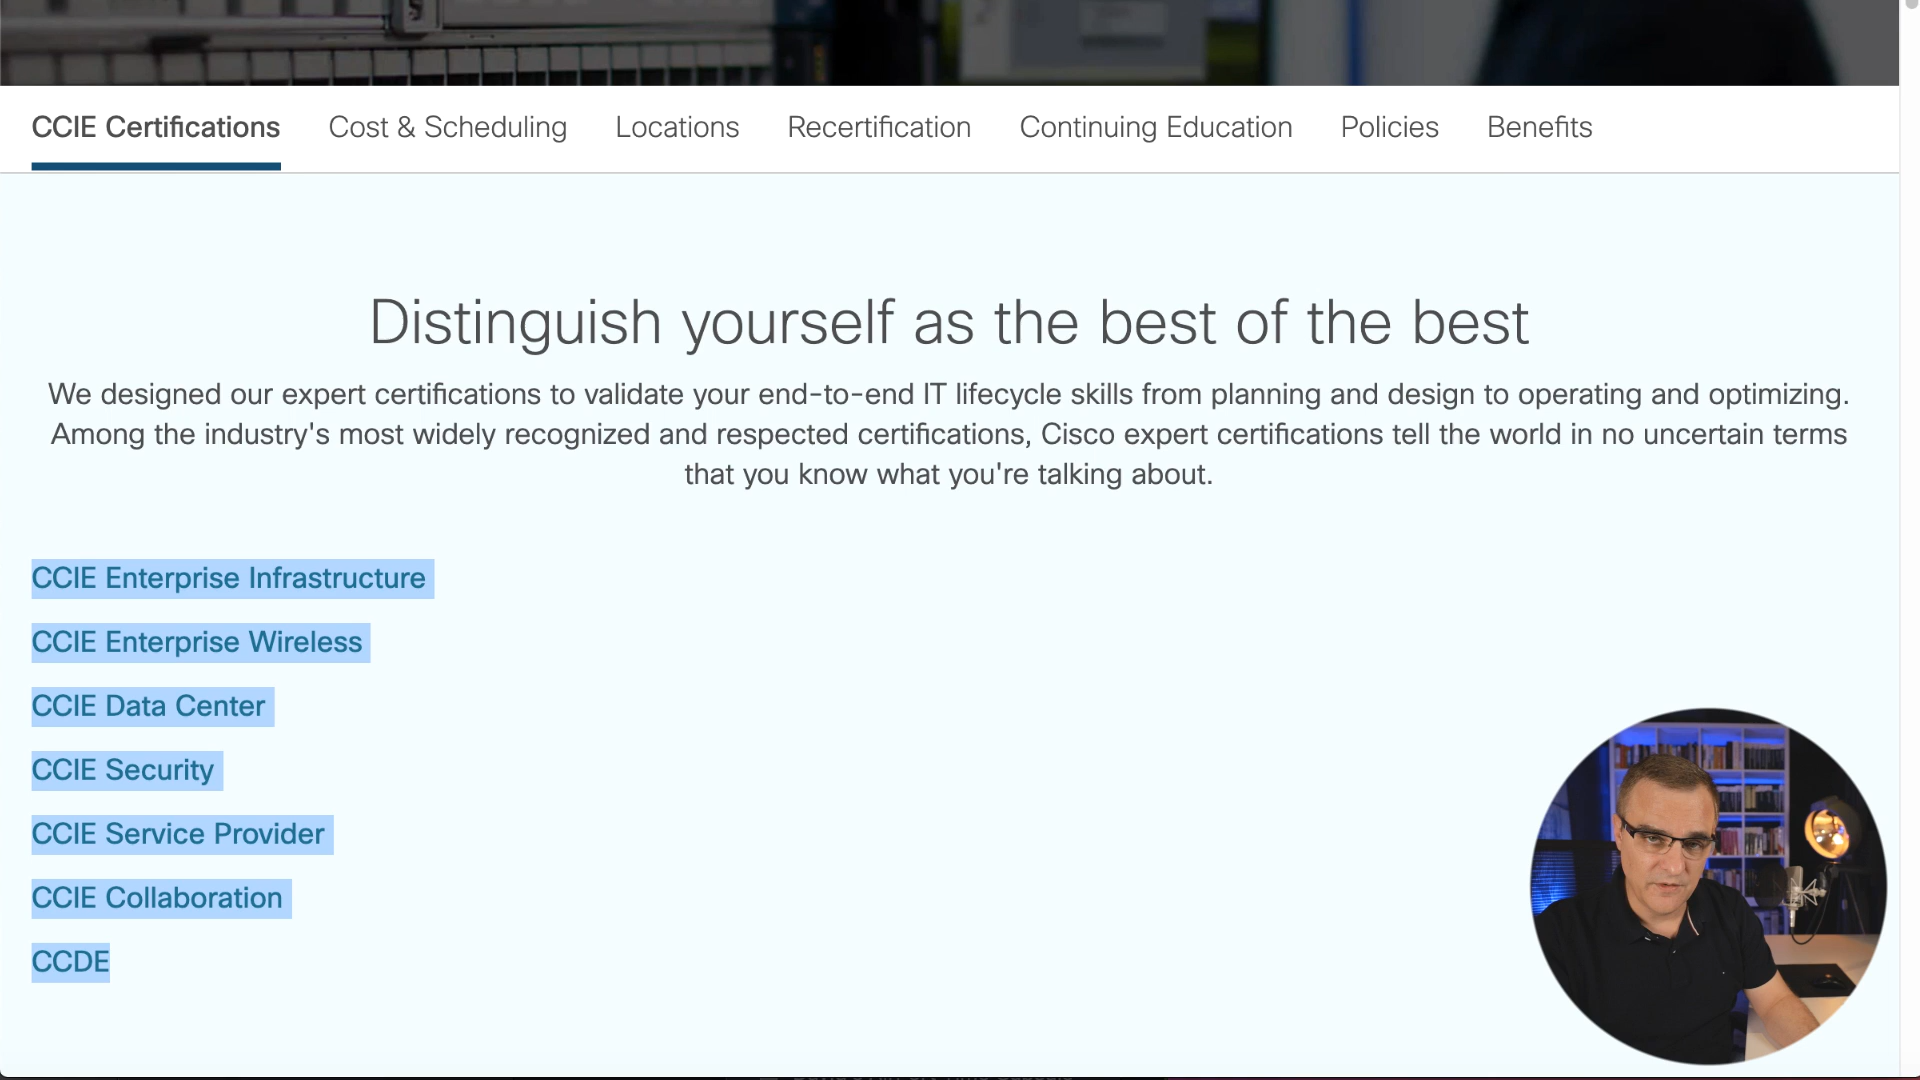 CCIE Certifications Cost & Scheduling Locations Recertification Continuing Education Policies Benefits
Distinguish yourself as the best of the best
We designed our expert certifications to validate your end-to-end IT lifecycle skills from planning and design to operating and optimizing.
Among the industry's most widely recognized and respected certifications, Cisco expert certifications tell the world in no uncertain terms
that you know what you're talking about.
CCIE Enterprise Infrastructure
CCIE Enterprise Wireless
CCIE Data Center
CCIE Security
CCIE Service Provider
CCIE Collaboration
CCDE